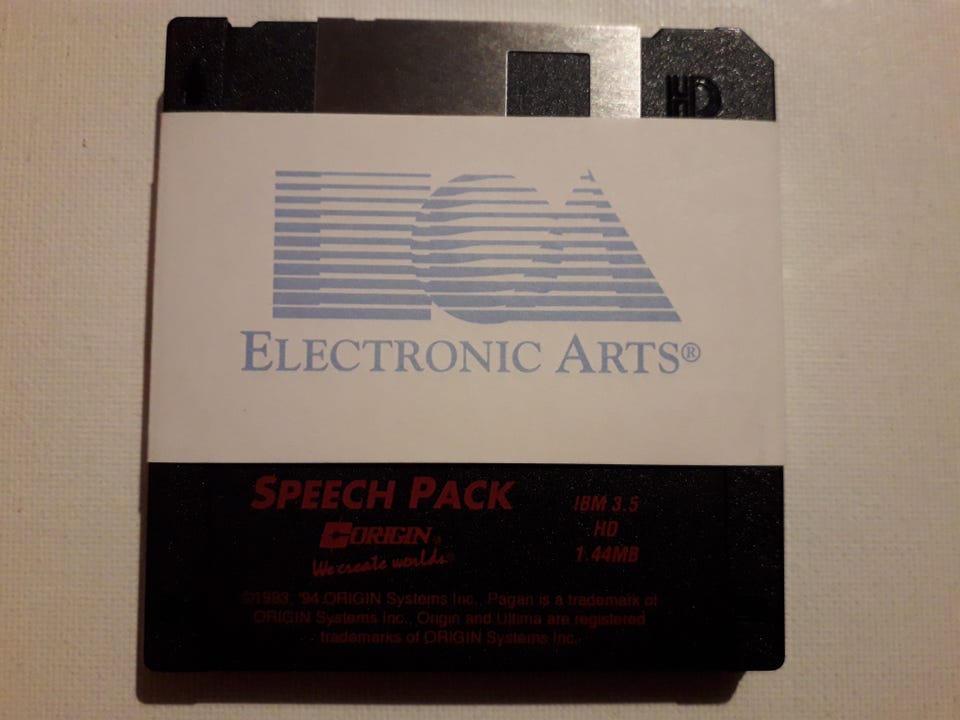 HD
ELECTRONIC ARTS®
SPEECH PACK
IBM 3.5
HD
1.44MB
ORIGIN
We create worlds.
©1993, '94 ORIGIN Systems Inc., Pagan is a trademark of
ORIGIN Systems Inc., Origin and Ultima are registered
trademarks of ORIGIN Systems Inc.